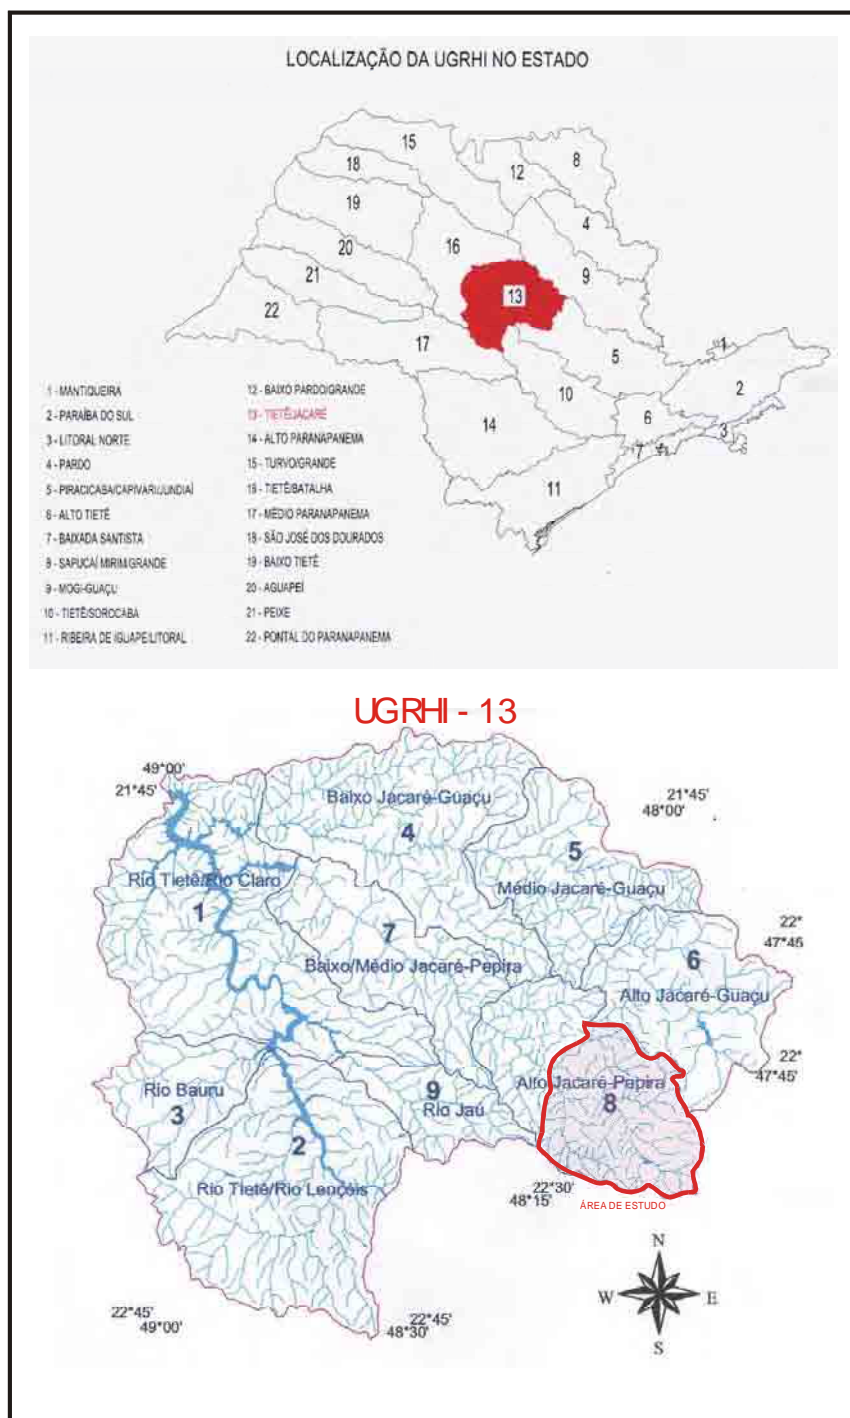 LOCALIZAÇÃO DA UGRHI NO ESTADO
15
8
18
12
19
4
16
20
9
21
13
22
17
1
5
2
10
6
14
3
7
11
1 - MANTIQUEIRA
2 - PARAÍBA DO SUL
3 - LITORAL NORTE
4 - PARDO
5 - PIRACICABA/CAPIVARI/JUNDIAÍ
6 - ALTO TIETÊ
7 - BAIXADA SANTISTA
8 - SAPUCAÍ MIRIM/GRANDE
9 - MOGI-GUAÇU
10 - TIETÊ/SOROCABA
11 - RIBEIRA DE IGUAPE/LITORAL
12 - BAIXO PARDO/GRANDE
13 - TIETÊ/JACARÉ
14 - ALTO PARANAPANEMA
15 - TURVO/GRANDE
16 - TIETÊ/BATALHA
17 - MÉDIO PARANAPANEMA
18 - SÃO JOSÉ DOS DOURADOS
19 - BAIXO TIETÊ
20 - AGUAPEÍ
21 - PEIXE
22 - PONTAL DO PARANAPANEMA
UGRHI - 13
49°00'
21°45'
21°45'
48°00'
Baixo Jacaré-Guaçu
4
5
Médio Jacaré-Guaçu
Rio Tietê/Rio Claro
1
22°
47°45'
7
Baixo/Médio Jacaré-Pepira
6
Alto Jacaré-Guaçu
22°
47°45'
Rio Bauru
3
9
Rio Jaú
Alto Jacaré-Pepira
8
2
Rio Tietê/Rio Lençóis
22°30'
48°15'
ÁREA DE ESTUDO
N
W
E
S
22°45'
49°00'
22°45'
48°30'